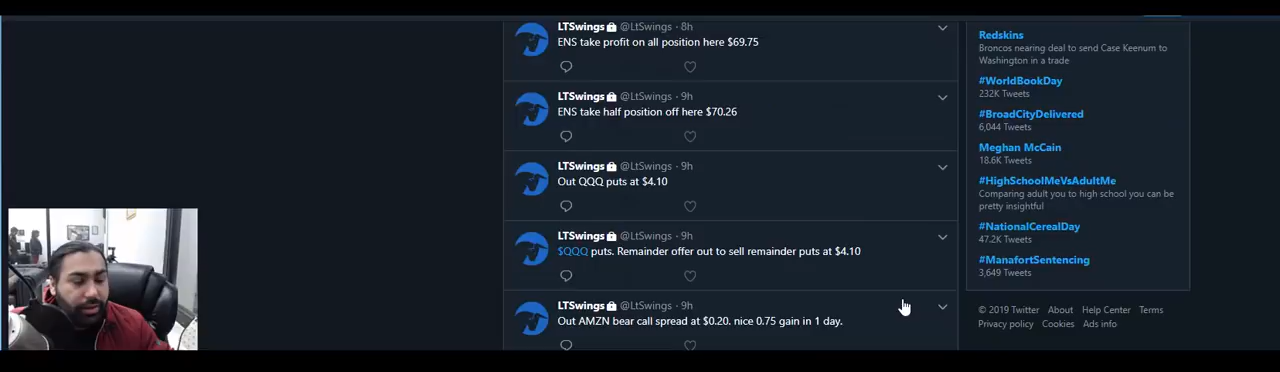 LTSwings @LtSwings · 8h
ENS take profit on all position here $69.75
LTSwings @LtSwings · 9h
ENS take half position off here $70.26
LTSwings @LtSwings · 9h
Out QQQ puts at $4.10
LTSwings @LtSwings · 9h
$QQQ puts. Remainder offer out to sell remainder puts at $4.10
LTSwings @LtSwings · 9h
Out AMZN bear call spread at $0.20. nice 0.75 gain in 1 day.
Redskins
Broncos nearing deal to send Case Keenum to
Washington in a trade
#WorldBookDay
232K Tweets
#BroadCityDelivered
6,044 Tweets
Meghan McCain
18.6K Tweets
#HighSchoolMeVsAdultMe
Comparing adult you to high school you can be
pretty insightful
#NationalCerealDay
47.2K Tweets
#ManafortSentencing
3,649 Tweets
© 2019 Twitter About Help Center Terms
Privacy policy Cookies Ads info